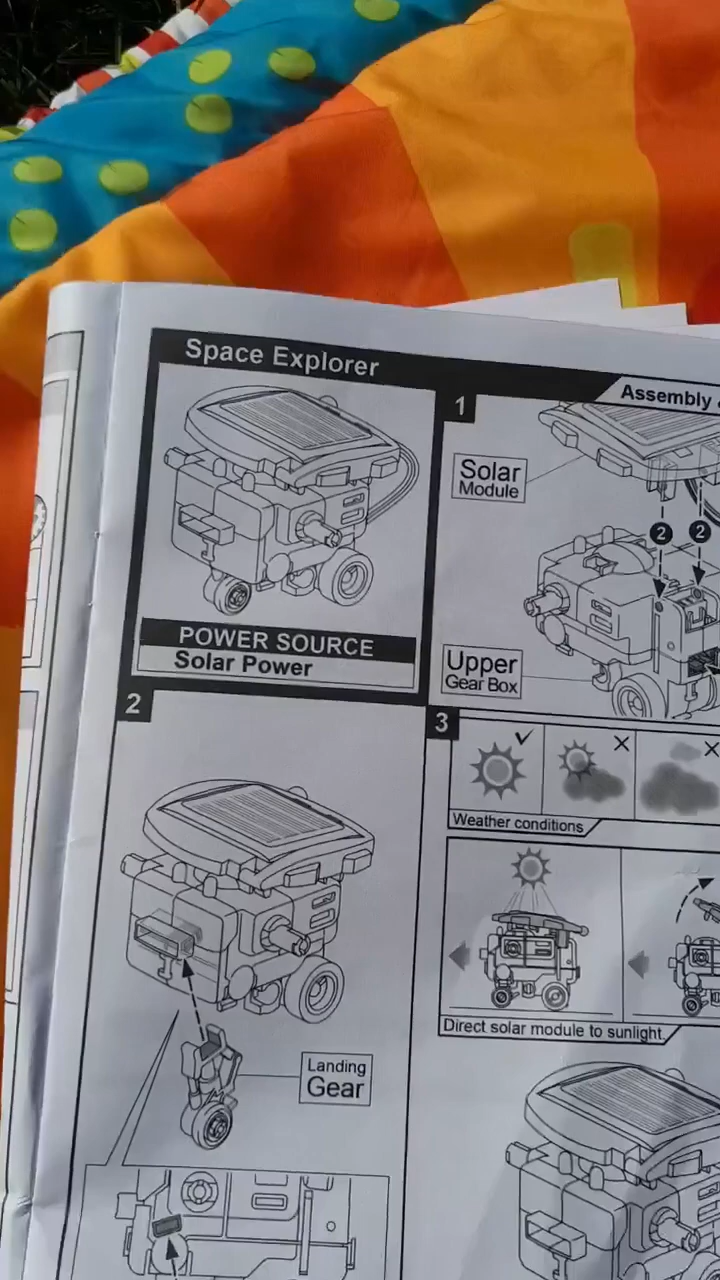 Space Explorer
Assembly
1
Solar
Module
2 2
Upper
Gear Box
POWER SOURCE
Solar Power
2
3
Weather conditions
Direct solar module to sunlight.
Landing
Gear